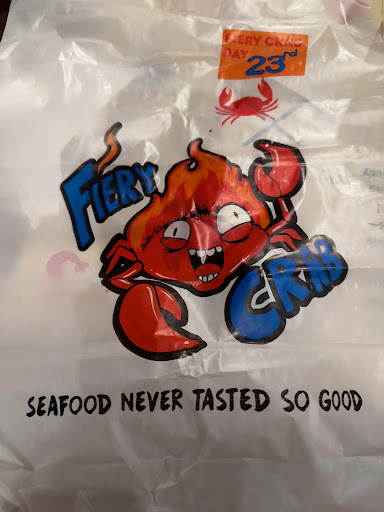 FIERY CRAB
DAY 23rd
FIERY
CRAB
SEAFOOD NEVER TASTED SO GOOD